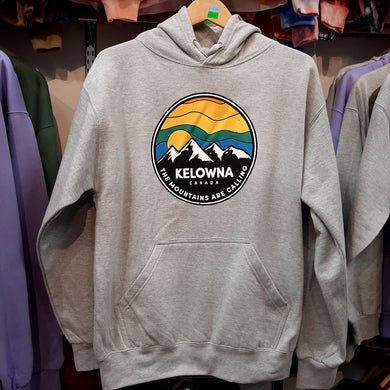 KELOWNA
CANADA
THE MOUNTAINS ARE CALLING